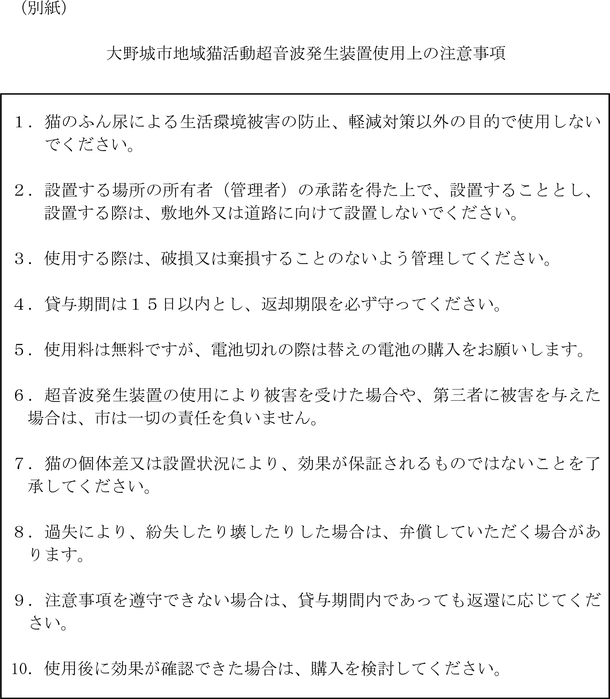 （別紙）
大野城市地域猫活動超音波発生装置使用上の注意事項
１．猫のふん尿による生活環境被害の防止、軽減対策以外の目的で使用しない
でください。
２．設置する場所の所有者（管理者）の承諾を得た上で、設置することとし、
設置する際は、敷地外又は道路に向けて設置しないでください。
３．使用する際は、破損又は棄損することのないよう管理してください。
４．貸与期間は１５日以内とし、返却期限を必ず守ってください。
５．使用料は無料ですが、電池切れの際は替えの電池の購入をお願いします。
６．超音波発生装置の使用により被害を受けた場合や、第三者に被害を与えた
場合は、市は一切の責任を負いません。
７．猫の個体差又は設置状況により、効果が保証されるものではないことを了
承してください。
８．過失により、紛失したり壊したりした場合は、弁償していただく場合があ
ります。
９．注意事項を遵守できない場合は、貸与期間内であっても返還に応じてくだ
さい。
10．使用後に効果が確認できた場合は、購入を検討してください。